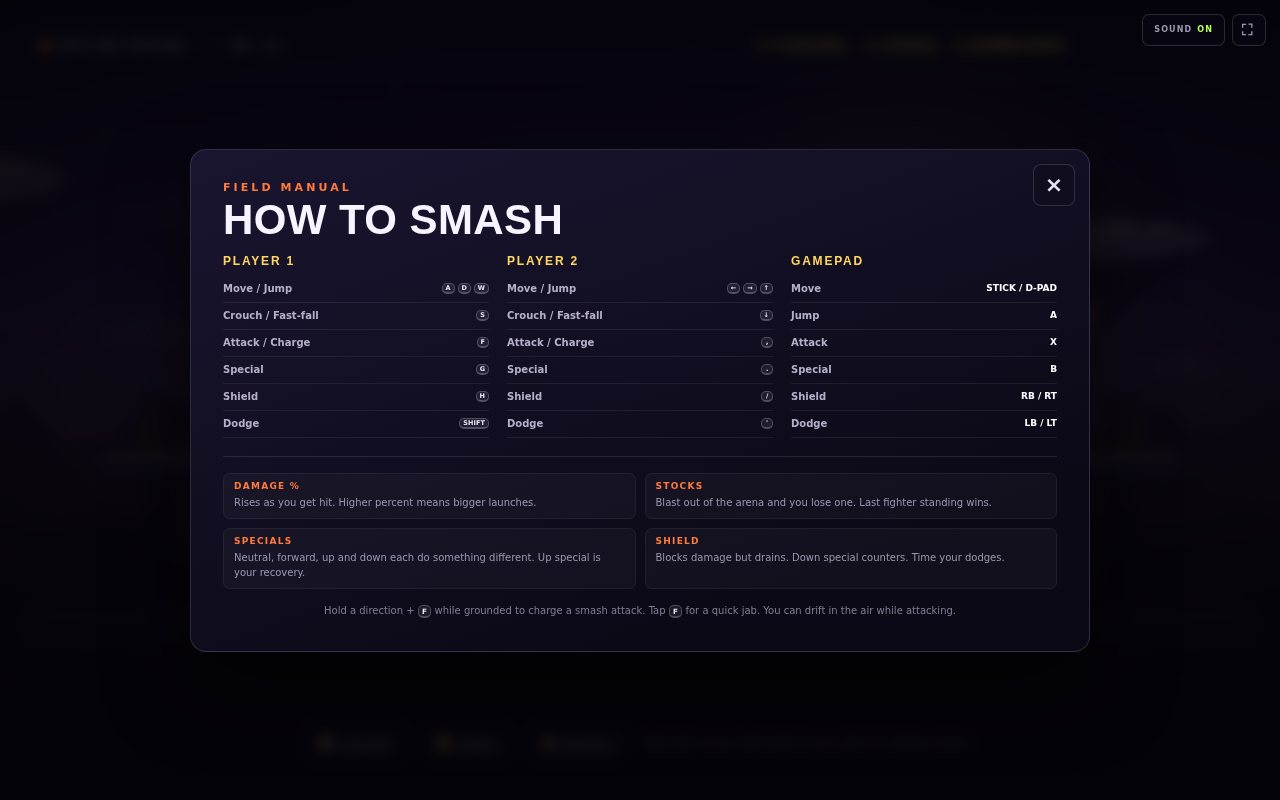 SOUND ON
FIELD MANUAL
HOW TO SMASH
✕
PLAYER 1
Move / Jump A D W
Crouch / Fast-fall S
Attack / Charge F
Special G
Shield H
Dodge SHIFT
PLAYER 2
Move / Jump ← → ↑
Crouch / Fast-fall ↓
Attack / Charge ,
Special .
Shield /
Dodge '
GAMEPAD
Move STICK / D-PAD
Jump A
Attack X
Special B
Shield RB / RT
Dodge LB / LT
DAMAGE %
Rises as you get hit. Higher percent means bigger launches.
STOCKS
Blast out of the arena and you lose one. Last fighter standing wins.
SPECIALS
Neutral, forward, up and down each do something different. Up special is
your recovery.
SHIELD
Blocks damage but drains. Down special counters. Time your dodges.
Hold a direction + F while grounded to charge a smash attack. Tap F for a quick jab. You can drift in the air while attacking.